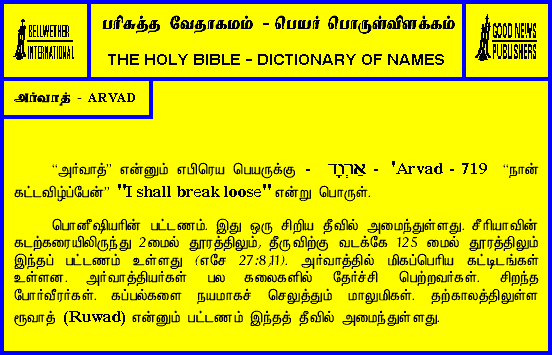 BELLWETHER
INTERNATIONAL
பரிசுத்த வேதாகமம் - பெயர் பொருள்விளக்கம்
THE HOLY BIBLE - DICTIONARY OF NAMES
GOOD NEWS
PUBLISHERS
அர்வாத் - ARVAD
“அர்வாத்” என்னும் எபிரெய பெயருக்கு - אַרְוָד - 'Arvad - 719 “நான்
கட்டவிழ்ப்பேன்” "I shall break loose" என்று பொருள்.
பொனீஷியரின் பட்டணம். இது ஒரு சிறிய தீவில் அமைந்துள்ளது. சீரியாவின்
கடற்கரையிலிருந்து 2மைல் தூரத்திலும், தீருவிற்கு வடக்கே 125 மைல் தூரத்திலும்
இந்தப் பட்டணம் உள்ளது (எசே 27:8,11). அர்வாத்தில் மிகப்பெரிய கட்டிடங்கள்
உள்ளன. அர்வாத்தியர்கள் பல கலைகளில் தேர்ச்சி பெற்றவர்கள். சிறந்த
போர்வீரர்கள். கப்பல்களை நயமாகச் செலுத்தும் மாலுமிகள். தற்காலத்திலுள்ள
ரூவாத் (Ruwad) என்னும் பட்டணம் இந்தத் தீவில் அமைந்துள்ளது.